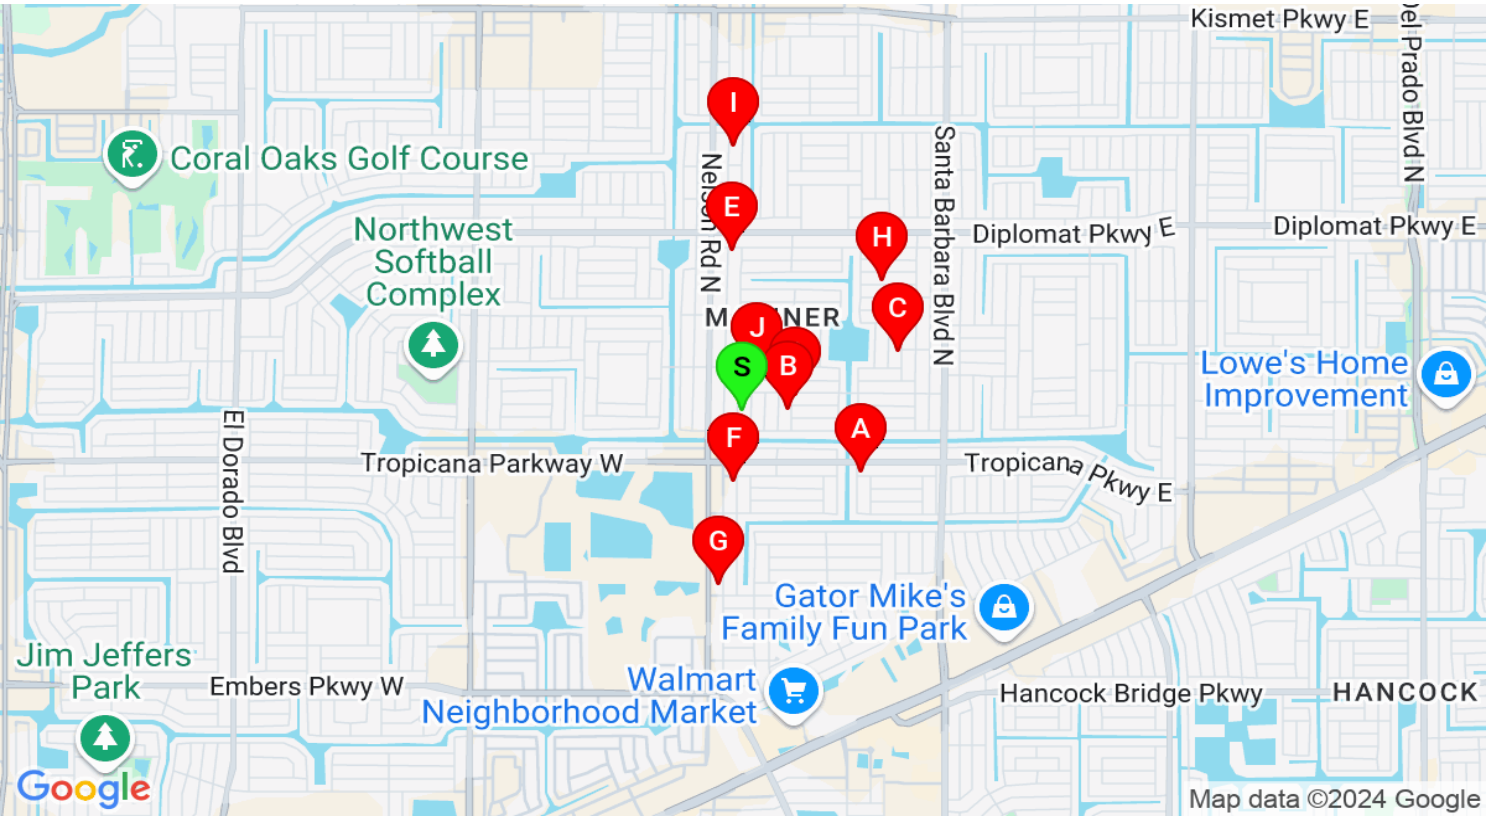 Kismet Pkwy E
Del Prado Blvd N
I
Coral Oaks Golf Course
Nelson Rd N
Santa Barbara Blvd N
E
Northwest
Softball
Complex
H
Diplomat Pkwy E
Diplomat Pkwy E
C
J
S
B
Lowe's Home
Improvement
El Dorado Blvd
F
A
Tropicana Parkway W
Tropicana Pkwy E
G
Gator Mike's
Family Fun Park
Jim Jeffers
Park
Embers Pkwy W
Walmart
Neighborhood Market
Hancock Bridge Pkwy
HANCOCK
Google
Map data ©2024 Google